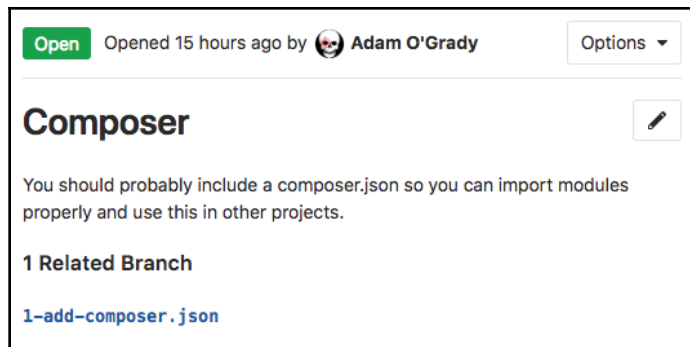 Open Opened 15 hours ago by Adam O'Grady Options
Composer
You should probably include a composer.json so you can import modules
properly and use this in other projects.
1 Related Branch
1-add-composer.json